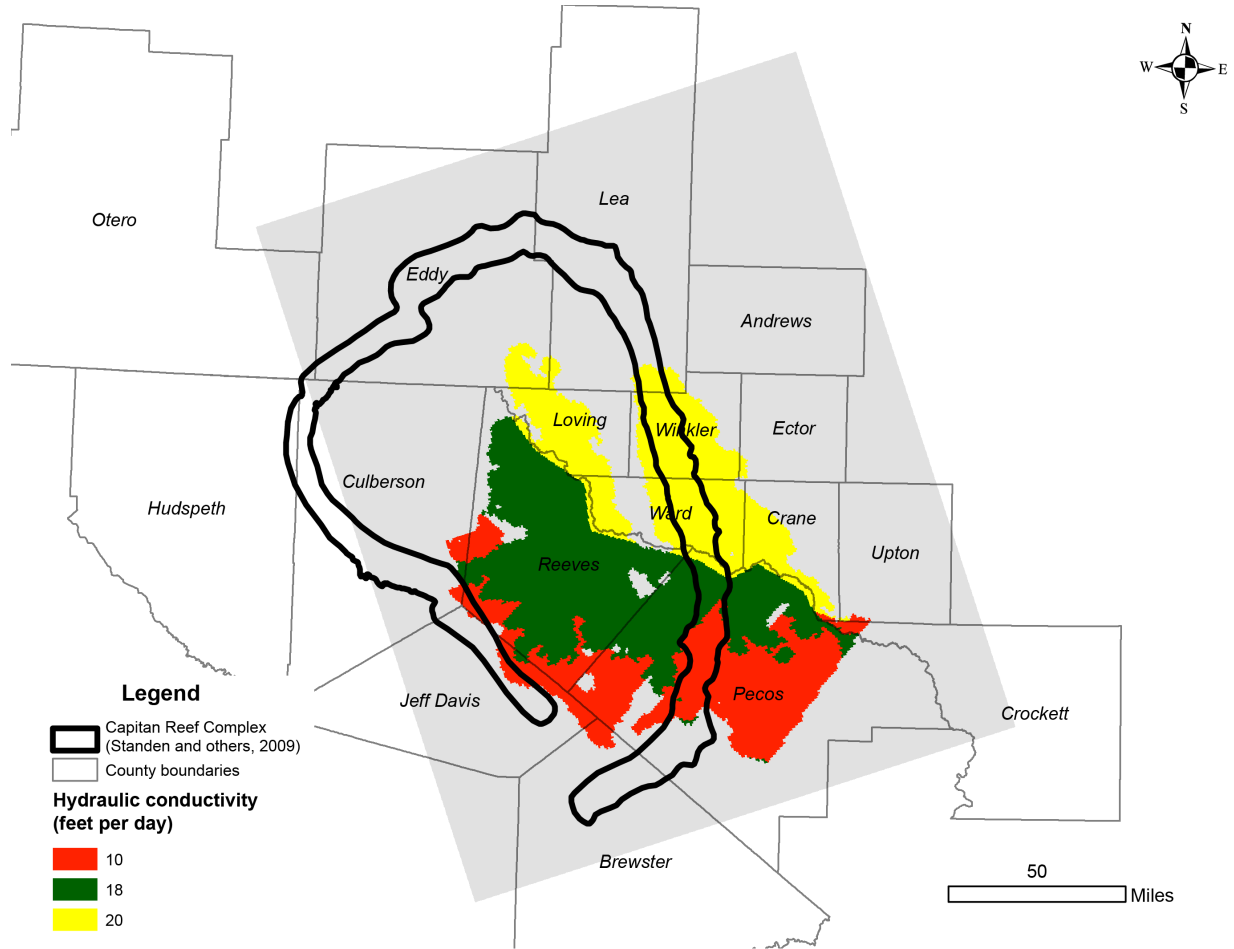 N
W
E
S
Lea
Otero
Eddy
Andrews
Loving
Winkler
Ector
Culberson
Hudspeth
Ward
Crane
Upton
Reeves
Jeff Davis
Pecos
Crockett
Brewster
Legend
Capitan Reef Complex
(Standen and others, 2009)
County boundaries
Hydraulic conductivity
(feet per day)
10
18
20
50
Miles